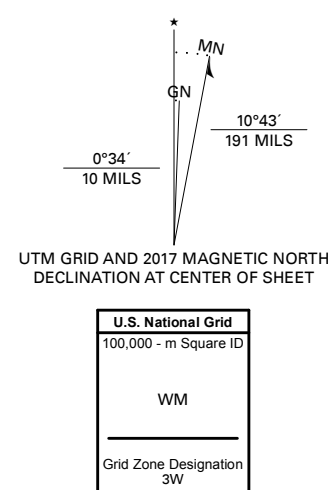 ★
MN
GN
10°43´
191 MILS
0°34´
10 MILS
UTM GRID AND 2017 MAGNETIC NORTH
DECLINATION AT CENTER OF SHEET
U.S. National Grid
100,000 - m Square ID
WM
Grid Zone Designation
3W